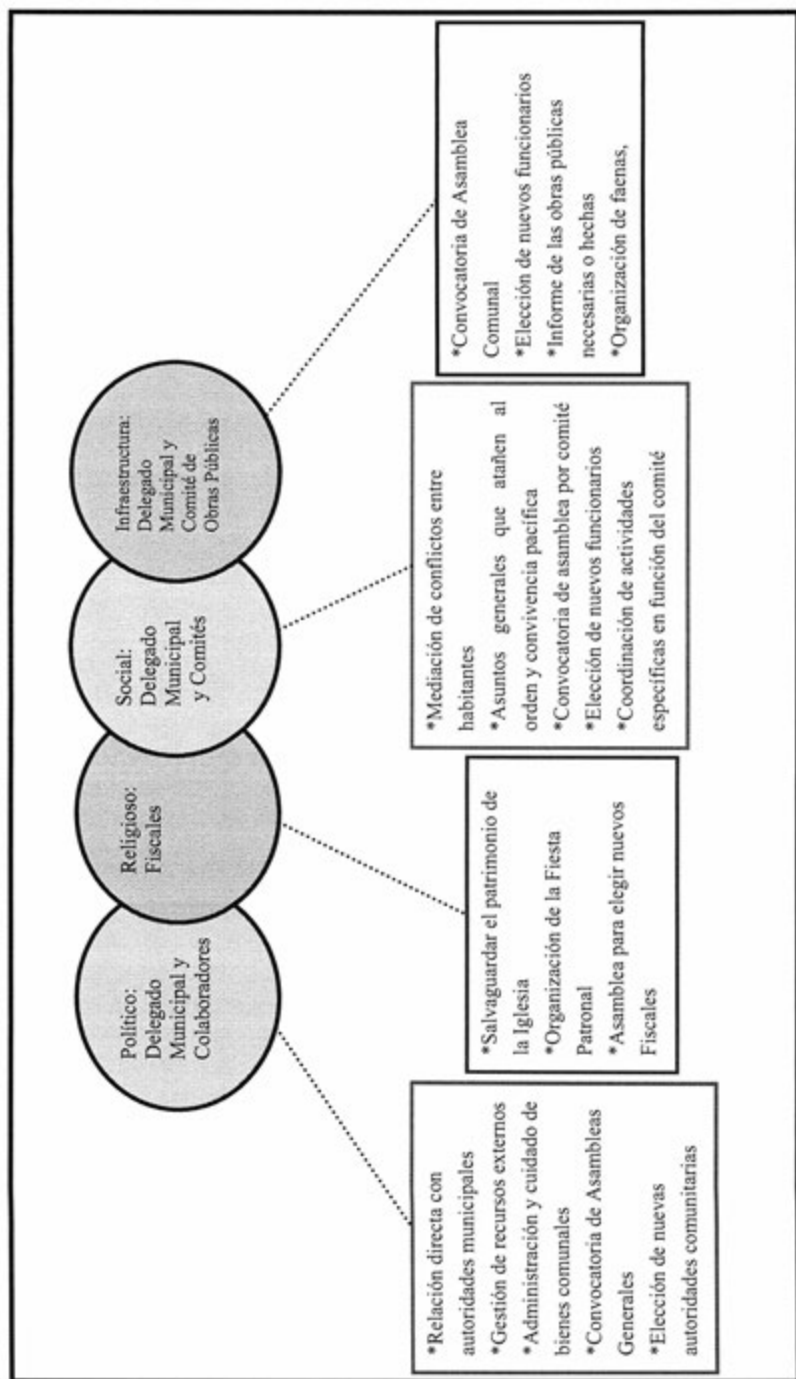 Político:
Delegado
Municipal y
Colaboradores
Religioso:
Fiscales
Social:
Delegado
Municipal
y Comités
Infraestructura:
Delegado
Municipal y
Comité de
Obras Públicas
*Relación directa con
autoridades municipales
*Gestión de recursos externos
*Administración y cuidado de
bienes comunales
*Convocatoria de Asambleas
Generales
*Elección de nuevas
autoridades comunitarias
*Salvaguardar el patrimonio de
la Iglesia
*Organización de la Fiesta
Patronal
*Asamblea para elegir nuevos
Fiscales
*Mediación de conflictos entre
habitantes
*Asuntos generales que atañen al
orden y convivencia pacífica
*Convocatoria de asamblea por comité
*Elección de nuevos funcionarios
*Coordinación de actividades
específicas en función del comité
*Convocatoria de Asamblea
Comunal
*Elección de nuevos funcionarios
*Informe de las obras públicas
necesarias o hechas
*Organización de faenas,